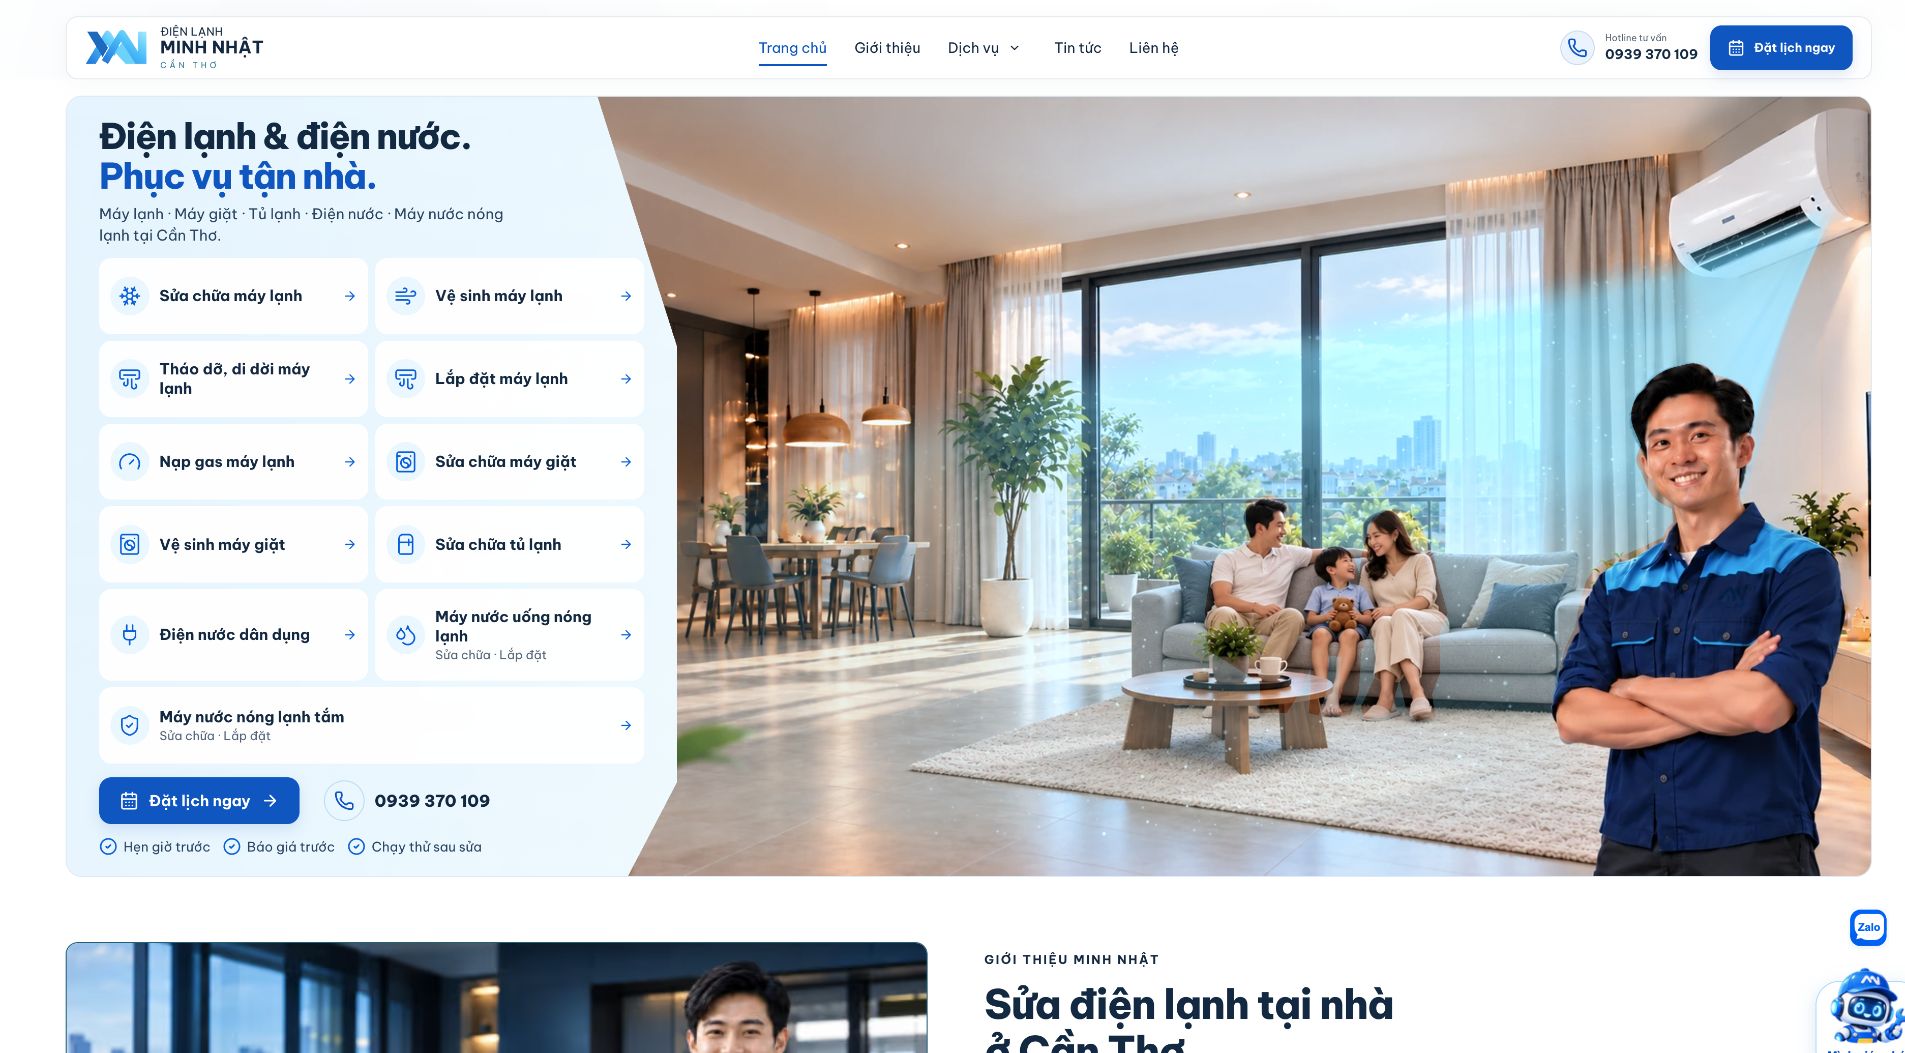 ĐIỆN LẠNH
MINH NHẬT
CẦN THƠ
Trang chủ
Giới thiệu
Dịch vụ
Tin tức
Liên hệ
Hotline tư vấn
0939 370 109
Đặt lịch ngay
Điện lạnh & điện nước.
Phục vụ tận nhà.
Máy lạnh · Máy giặt · Tủ lạnh · Điện nước · Máy nước nóng
lạnh tại Cần Thơ.
Sửa chữa máy lạnh
Vệ sinh máy lạnh
Tháo dỡ, di dời máy
lạnh
Lắp đặt máy lạnh
Nạp gas máy lạnh
Sửa chữa máy giặt
Vệ sinh máy giặt
Sửa chữa tủ lạnh
Điện nước dân dụng
Máy nước uống nóng
lạnh
Sửa chữa · Lắp đặt
Máy nước nóng lạnh tắm
Sửa chữa · Lắp đặt
Đặt lịch ngay
0939 370 109
Hẹn giờ trước
Báo giá trước
Chạy thử sau sửa
Zalo
GIỚI THIỆU MINH NHẬT
Sửa điện lạnh tại nhà
ở Cần Thơ